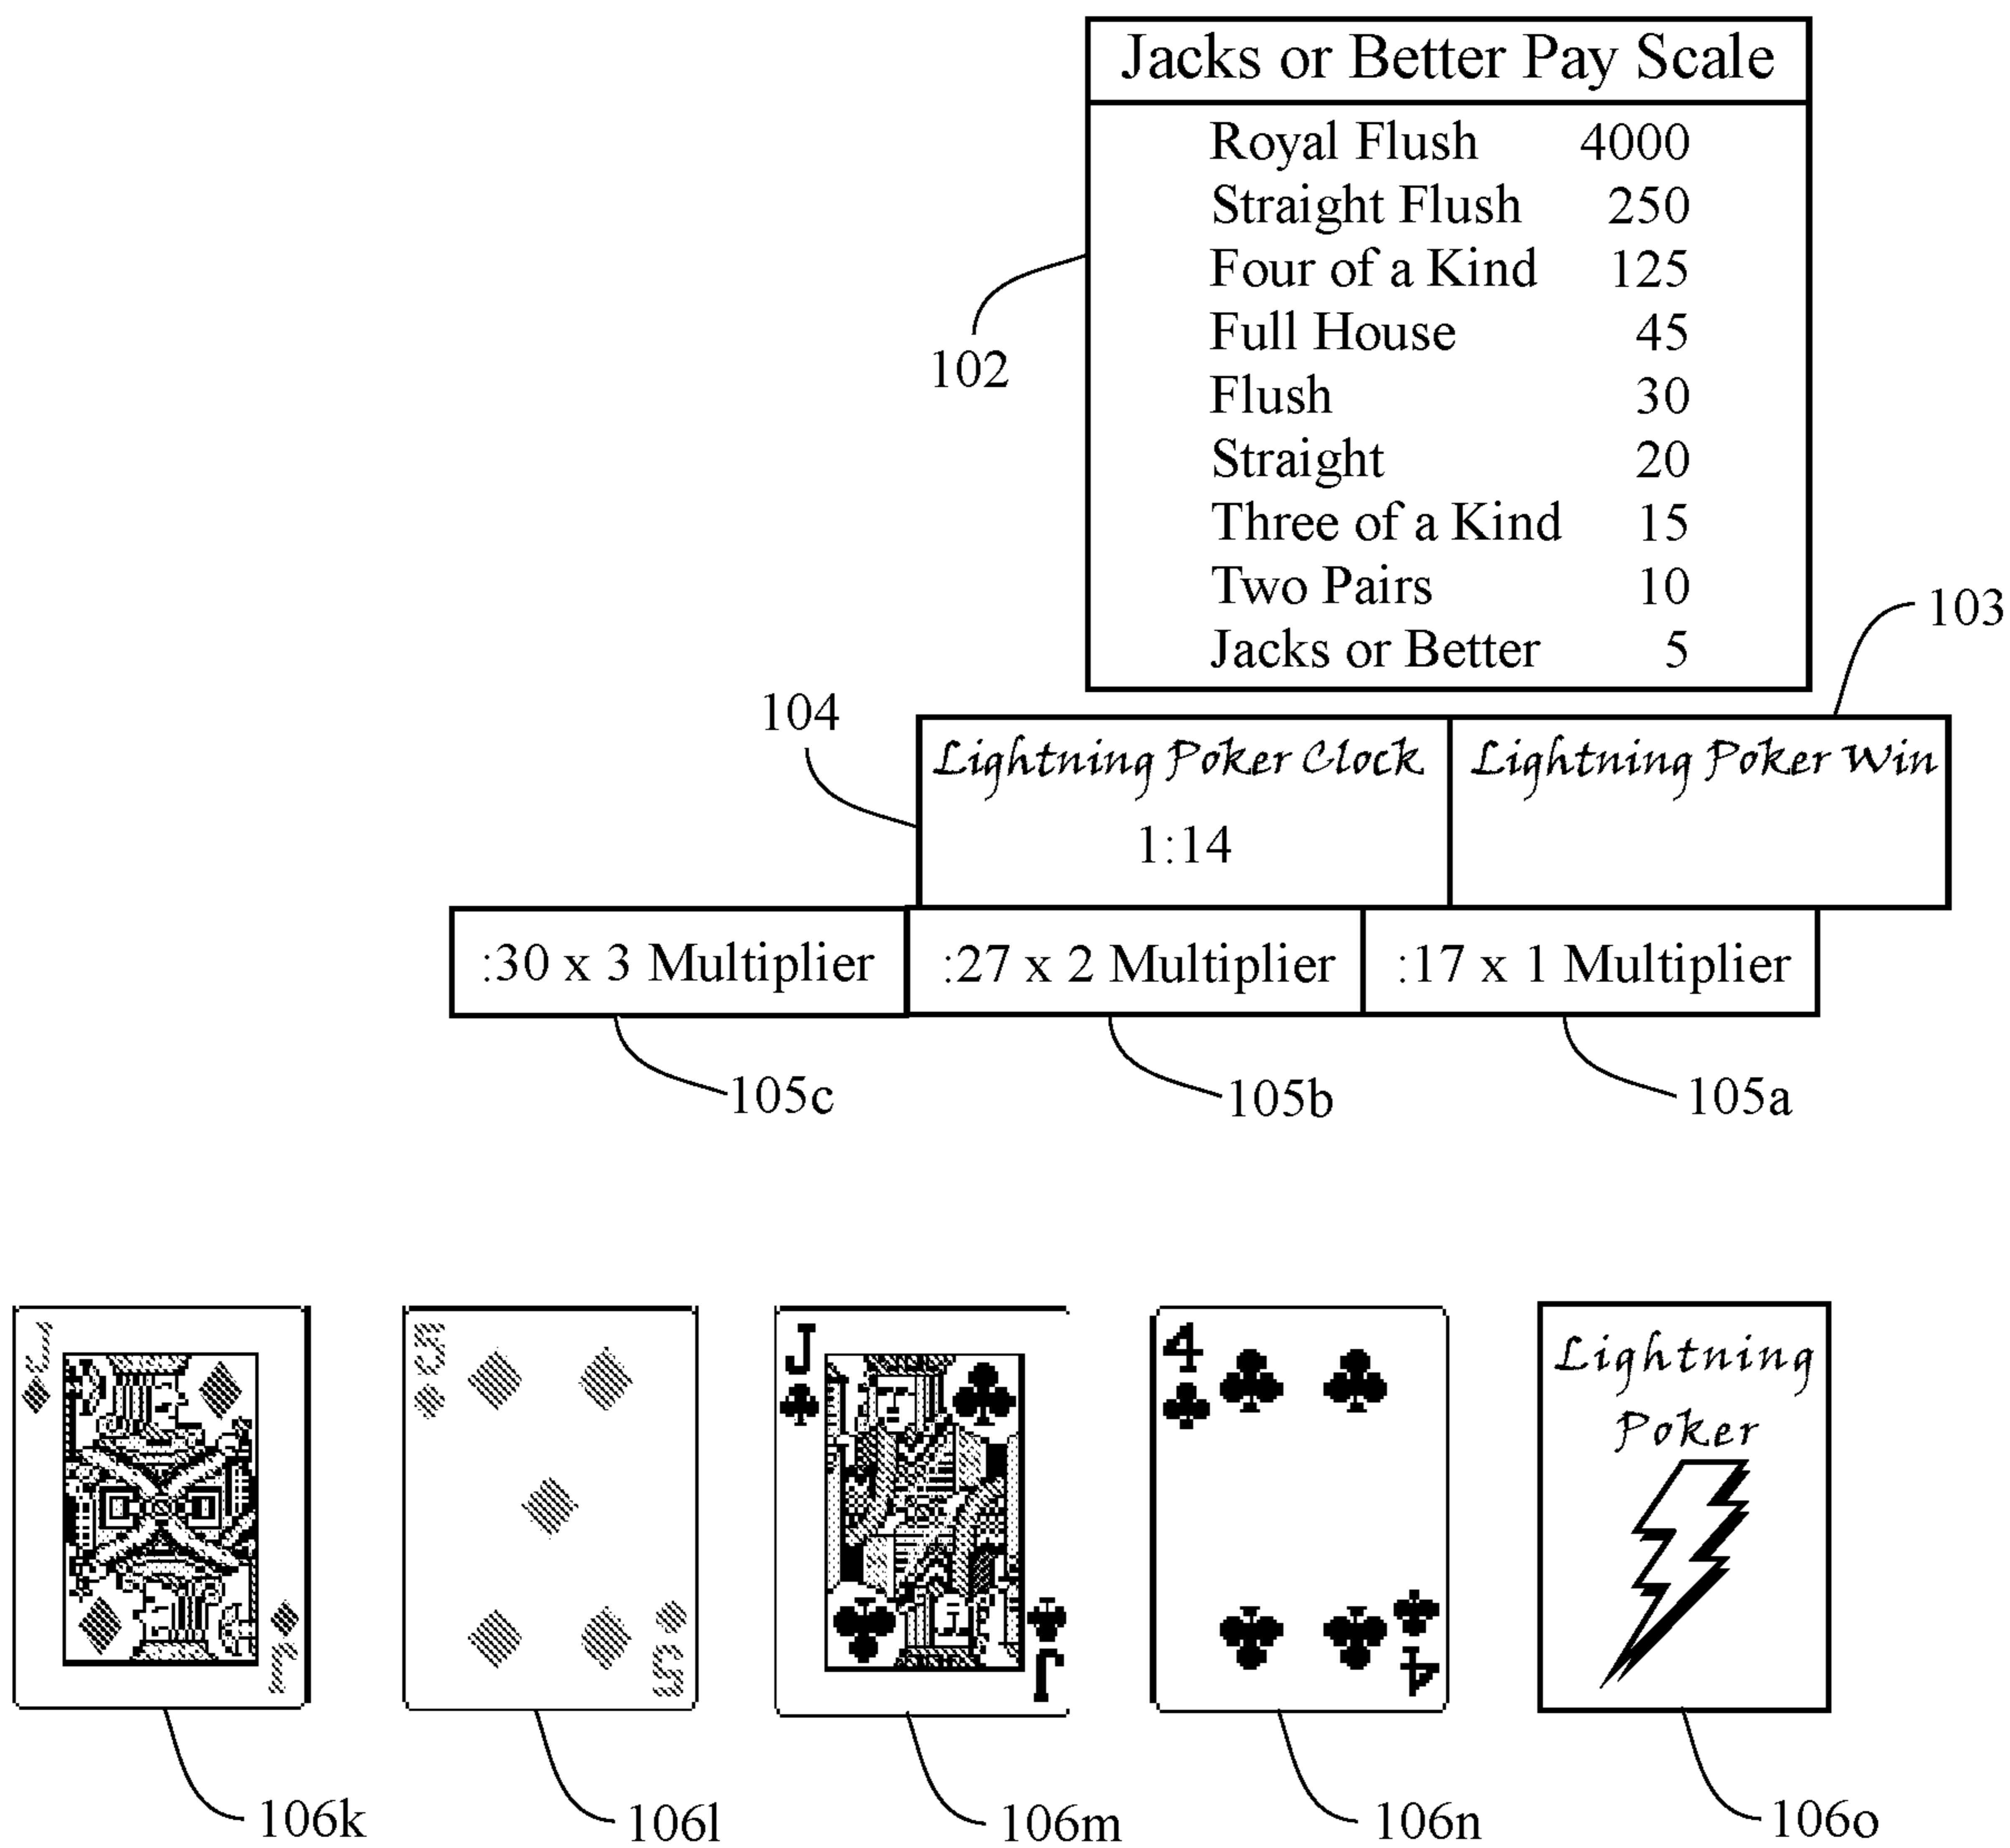 Jacks or Better Pay Scale
Royal Flush 4000
Straight Flush 250
Four of a Kind 125
Full House 45
Flush 30
Straight 20
Three of a Kind 15
Two Pairs 10
Jacks or Better 5
102
103
104
Lightning Poker Clock
1:14
Lightning Poker Win
:30 x 3 Multiplier
:27 x 2 Multiplier
:17 x 1 Multiplier
105c
105b
105a
J
J
5
5
J
J
4
4
Lightning
Poker
106k
106l
106m
106n
106o